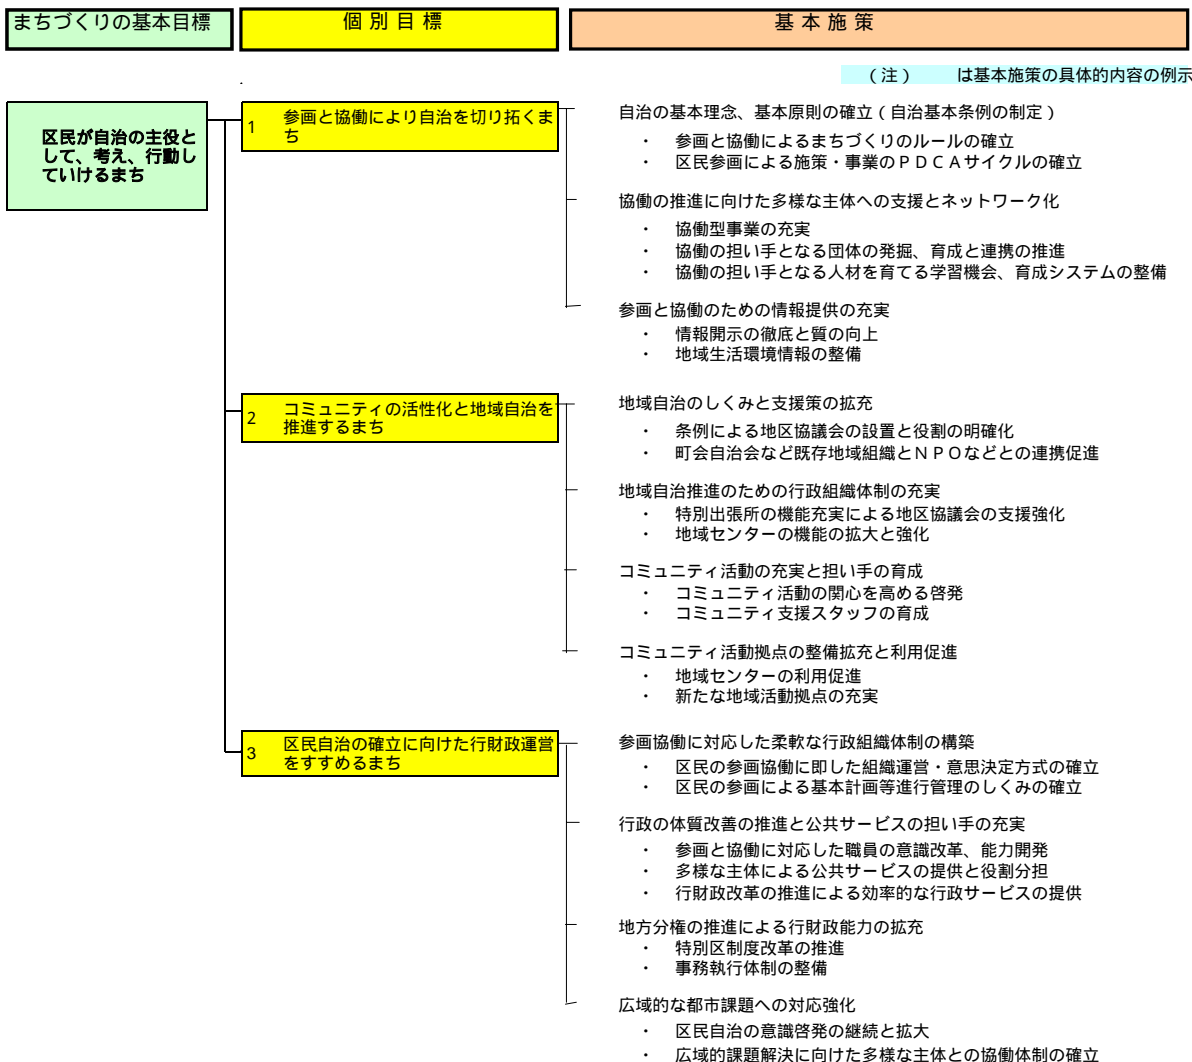 まちづくりの基本目標
個 別 目 標
基 本 施 策
（注）　　は基本施策の具体的内容の例示
区民が自治の主役と
して、考え、行動し
ていけるまち
1 参画と協働により自治を切り拓くま
ち
自治の基本理念、基本原則の確立（自治基本条例の制定）
・ 参画と協働によるまちづくりのルールの確立
・ 区民参画による施策・事業のＰＤＣＡサイクルの確立
協働の推進に向けた多様な主体への支援とネットワーク化
・ 協働型事業の充実
・ 協働の担い手となる団体の発掘、育成と連携の推進
・ 協働の担い手となる人材を育てる学習機会、育成システムの整備
参画と協働のための情報提供の充実
・ 情報開示の徹底と質の向上
・ 地域生活環境情報の整備
2 コミュニティの活性化と地域自治を
推進するまち
地域自治のしくみと支援策の拡充
・ 条例による地区協議会の設置と役割の明確化
・ 町会自治会など既存地域組織とＮＰＯなどとの連携促進
地域自治推進のための行政組織体制の充実
・ 特別出張所の機能充実による地区協議会の支援強化
・ 地域センターの機能の拡大と強化
コミュニティ活動の充実と担い手の育成
・ コミュニティ活動の関心を高める啓発
・ コミュニティ支援スタッフの育成
コミュニティ活動拠点の整備拡充と利用促進
・ 地域センターの利用促進
・ 新たな地域活動拠点の充実
3 区民自治の確立に向けた行財政運営
をすすめるまち
参画協働に対応した柔軟な行政組織体制の構築
・ 区民の参画協働に即した組織運営・意思決定方式の確立
・ 区民の参画による基本計画等進行管理のしくみの確立
行政の体質改善の推進と公共サービスの担い手の充実
・ 参画と協働に対応した職員の意識改革、能力開発
・ 多様な主体による公共サービスの提供と役割分担
・ 行財政改革の推進による効率的な行政サービスの提供
地方分権の推進による行財政能力の拡充
・ 特別区制度改革の推進
・ 事務執行体制の整備
広域的な都市課題への対応強化
・ 区民自治の意識啓発の継続と拡大
・ 広域的課題解決に向けた多様な主体との協働体制の確立